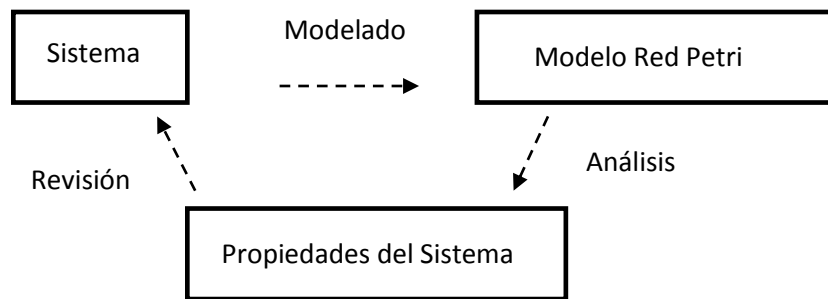 Modelado
Sistema
Modelo Red Petri
Revisión
Análisis
Propiedades del Sistema